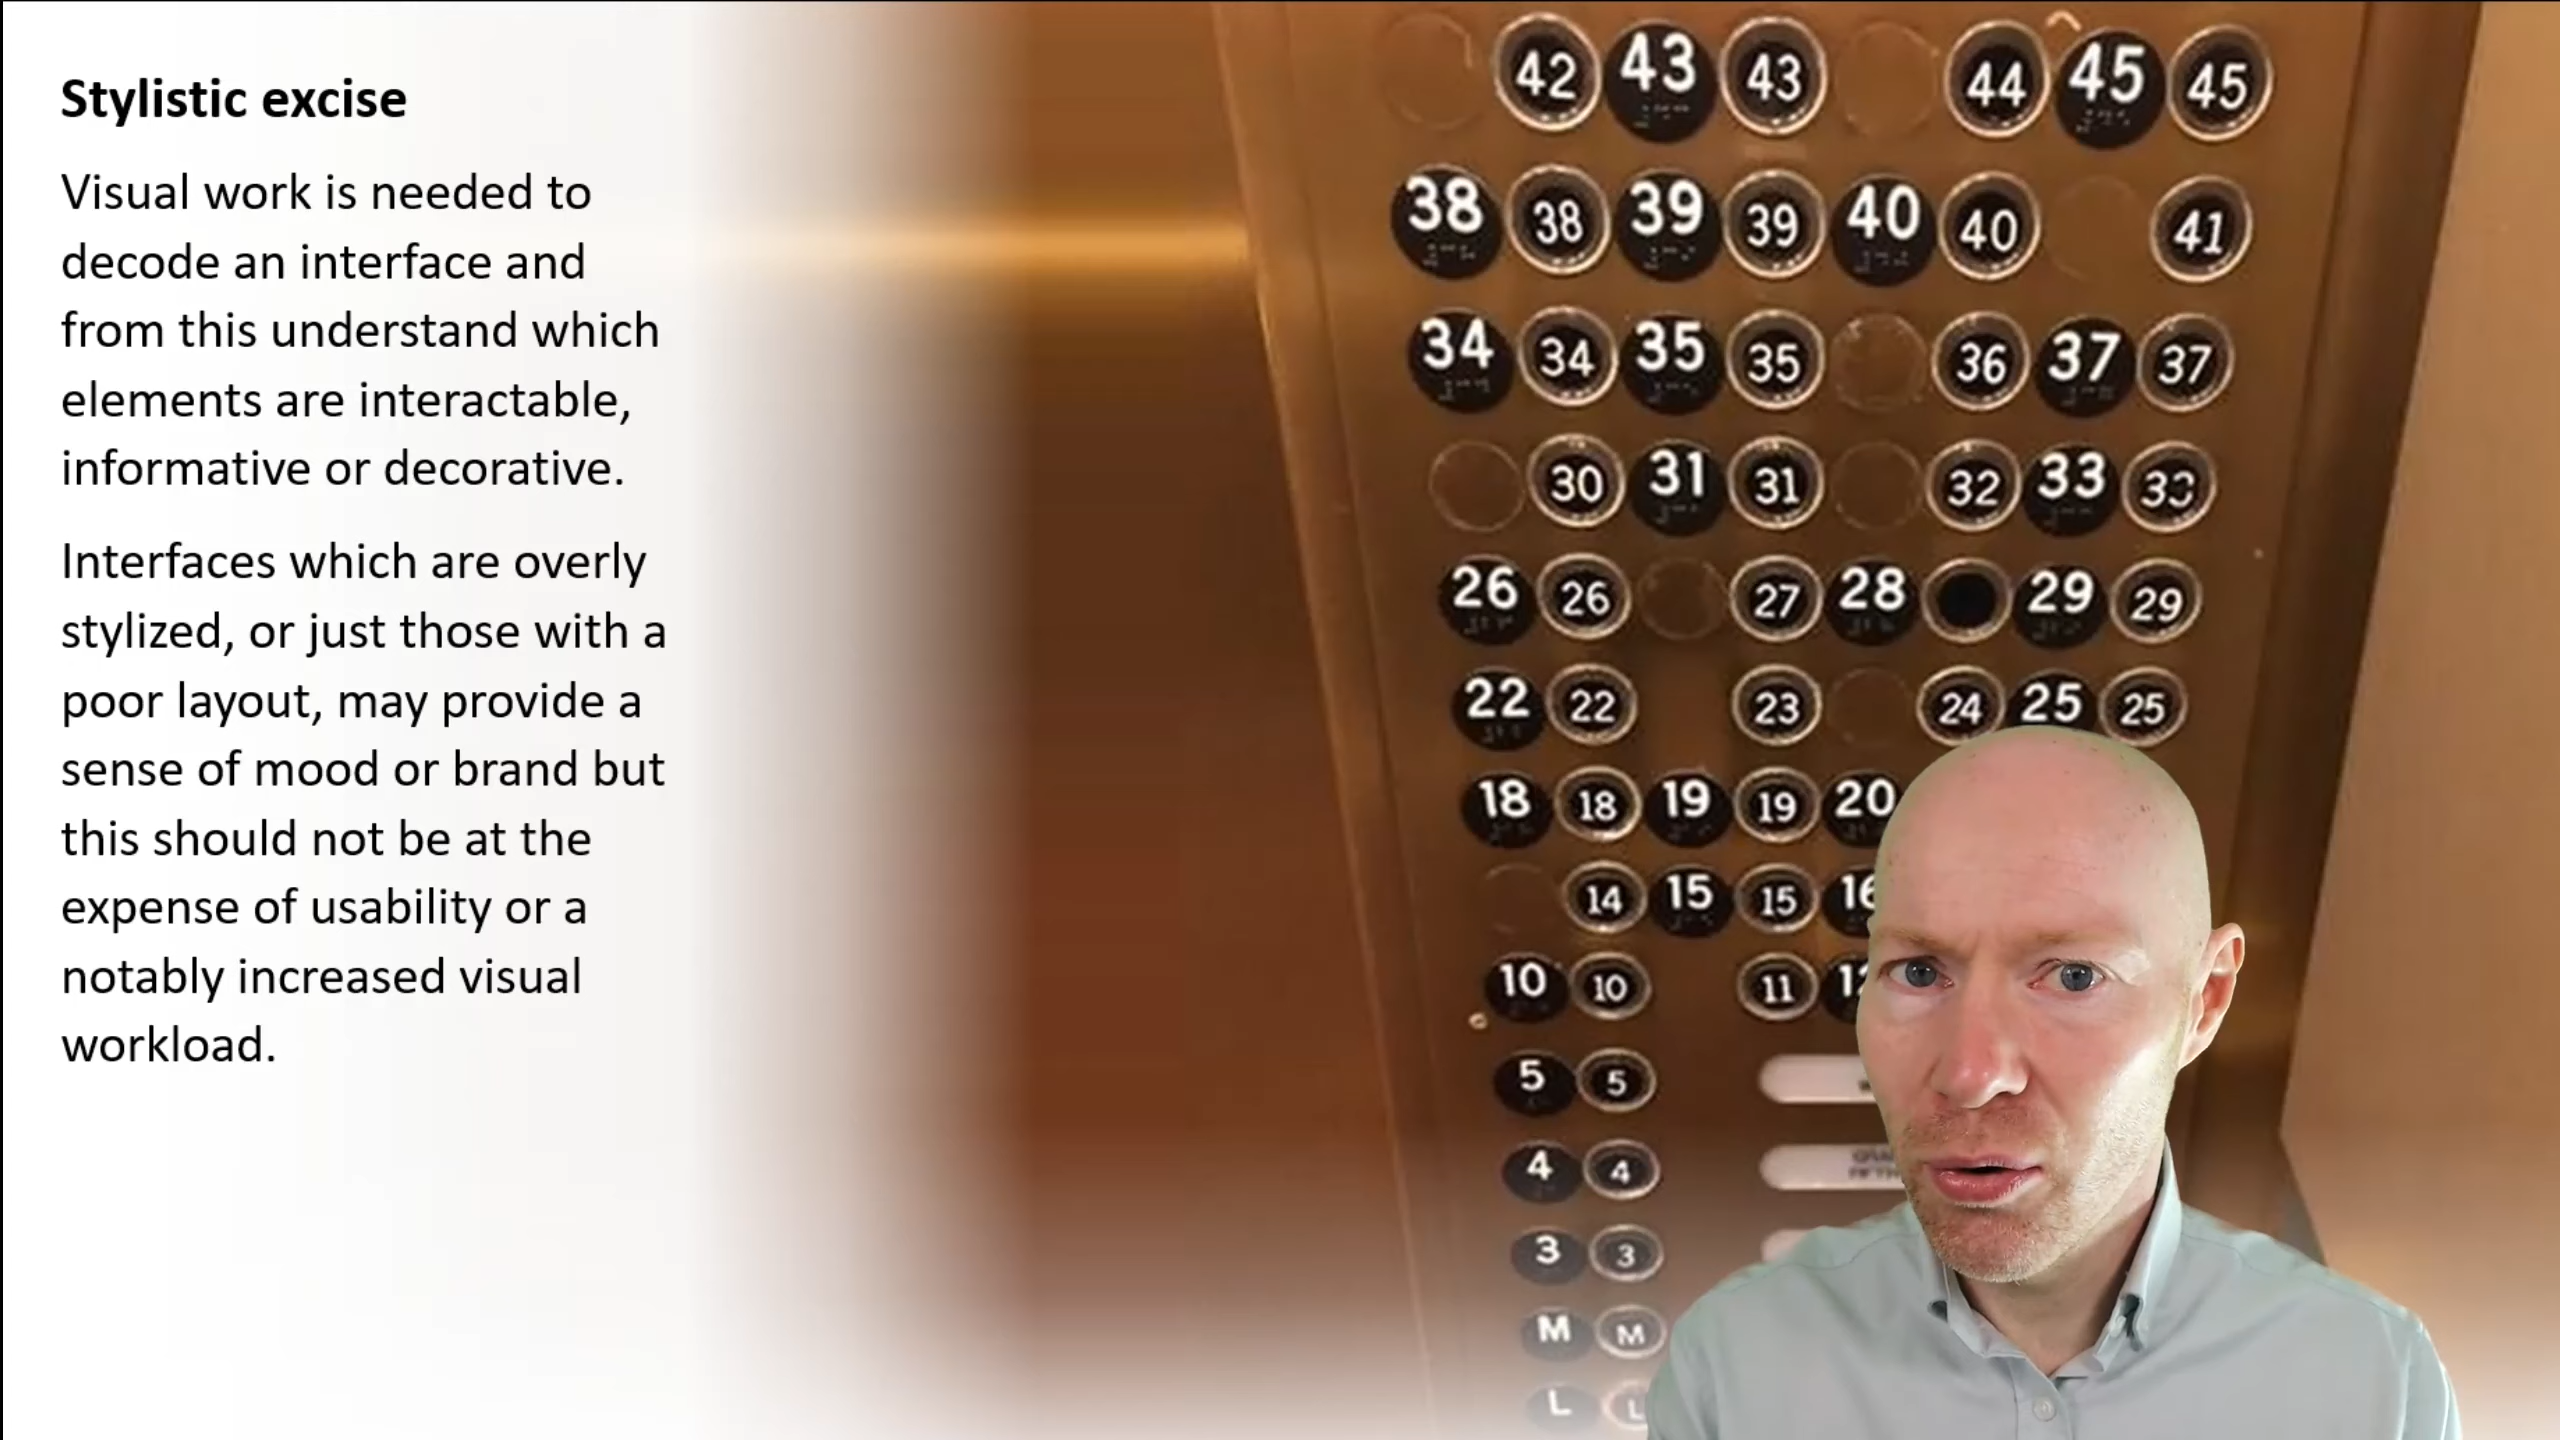 Stylistic excise
Visual work is needed to
decode an interface and
from this understand which
elements are interactable,
informative or decorative.
Interfaces which are overly
stylized, or just those with a
poor layout, may provide a
sense of mood or brand but
this should not be at the
expense of usability or a
notably increased visual
workload.
42 43 43 44 45 45
38 38 39 39 40 40 41
34 34 35 35 36 37 37
30 31 31 32 33 33
26 26 27 28 29 29
22 22 23 24 25 25
18 18 19 19 20
14 15 15 16
10 10 11
5 5
4 4
3 3
M M
L L